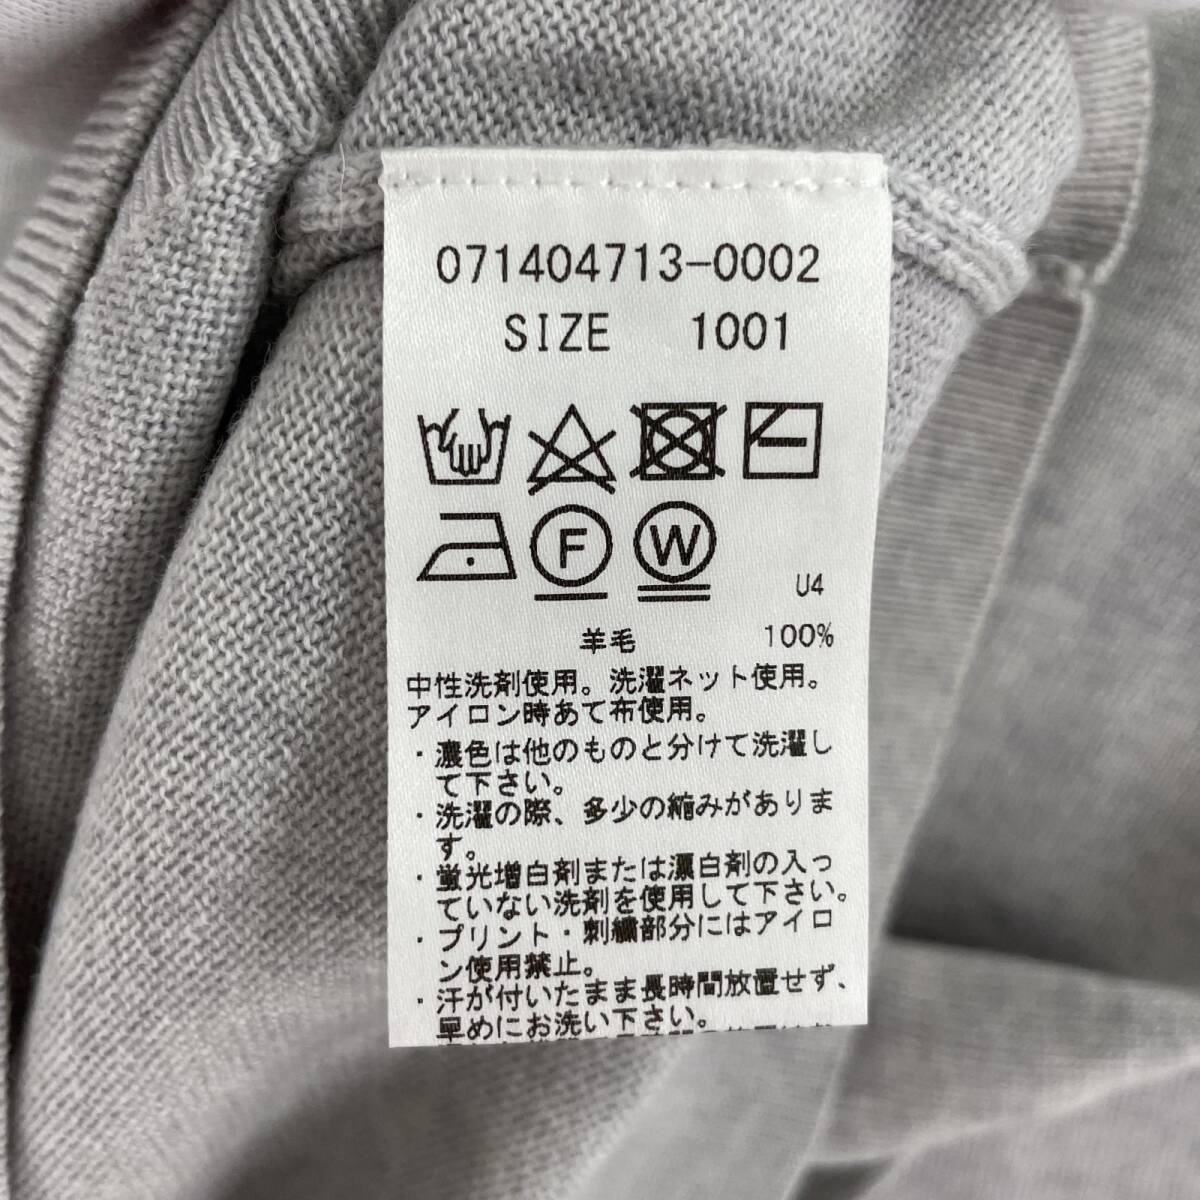 071404713-0002
SIZE 1001
F W
U4
羊毛 100%
中性洗剤使用。洗濯ネット使用。
アイロン時あて布使用。
・濃色は他のものと分けて洗濯し
て下さい。
・洗濯の際、多少の縮みがありま
す。
・蛍光増白剤または漂白剤の入っ
ていない洗剤を使用して下さい。
・プリント・刺繍部分にはアイロ
ン使用禁止。
・汗が付いたまま長時間放置せず、
早めにお洗い下さい。